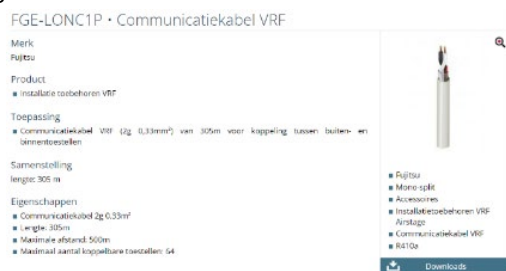 FGE-LONC1P • Communicatiekabel VRF
Merk
Fujitsu
Product
Installatie toebehoren VRF
Toepassing
Communicatiekabel VRF (2g 0,33mm²) van 305m voor koppeling tussen buiten- en
binnentoestellen
Samenstelling
lengte: 305 m
Eigenschappen
Communicatiekabel 2g 0,33m²
Lengte: 305m
Maximale afstand: 500m
Maximaal aantal koppelbare toestellen: 64
Fujitsu
Mono-split
Accessoires
Installatietoebehoren VRF
Airstage
Communicatiekabel VRF
R410a
Downloads